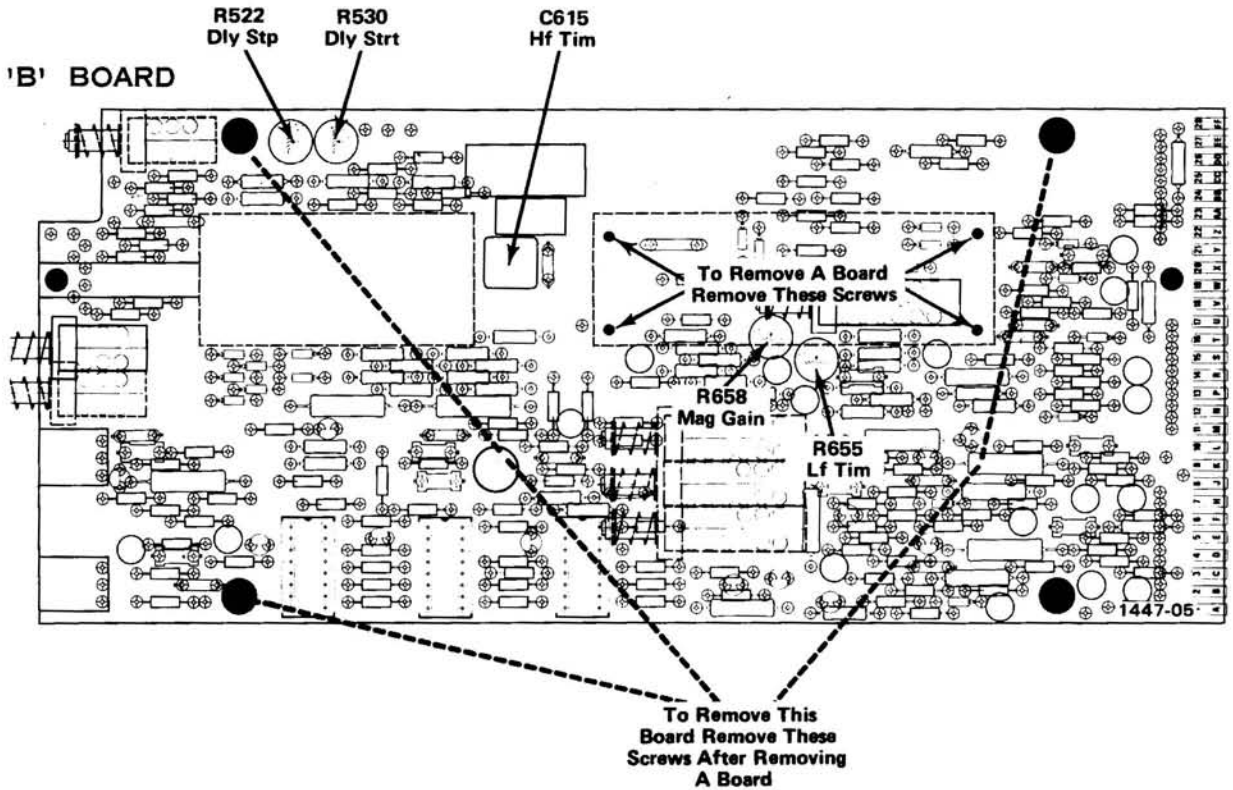 R522
Dly Stp
R530
Dly Strt
C615
Hf Tim
'B' BOARD
To Remove A Board
Remove These Screws
R658
Mag Gain
R655
Lf Tim
1447-05
To Remove This
Board Remove These
Screws After Removing
A Board